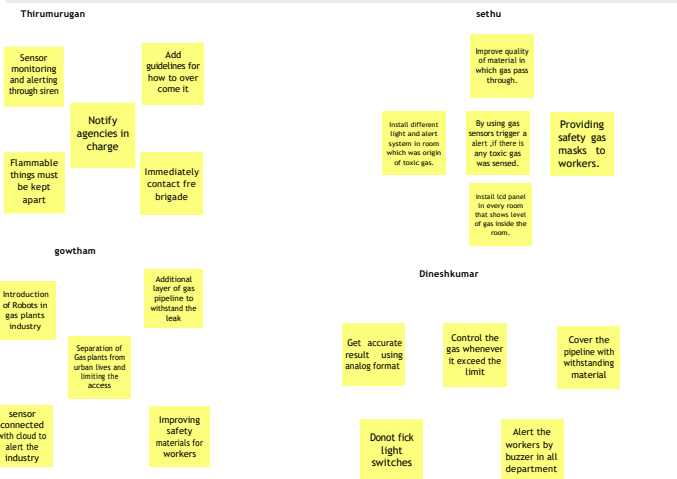 Thirumurugan
Sensor
monitoring
and alerting
through siren
Add
guidelines for
how to over
come it
Notify
agencies in
charge
Flammable
things must
be kept
apart
Immediately
contact fre
brigade
sethu
Improve quality
of material in
which gas pass
through.
Install different
light and alert
system in room
which was origin
of toxic gas.
By using gas
sensors trigger a
alert ,if there is
any toxic gas
was sensed.
Providing
safety gas
masks to
workers.
Install lcd panel
in every room
that shows level
of gas inside the
room.
gowtham
Introduction
of Robots in
gas plants
industry
Additional
layer of gas
pipeline to
withstand the
leak
Separation of
Gas plants from
urban lives and
limiting the
access
sensor
connected
with cloud to
alert the
industry
Improving
safety
materials for
workers
Dineshkumar
Get accurate
result using
analog format
Control the
gas whenever
it exceed the
limit
Cover the
pipeline with
withstanding
material
Donot fick
light
switches
Alert the
workers by
buzzer in all
department